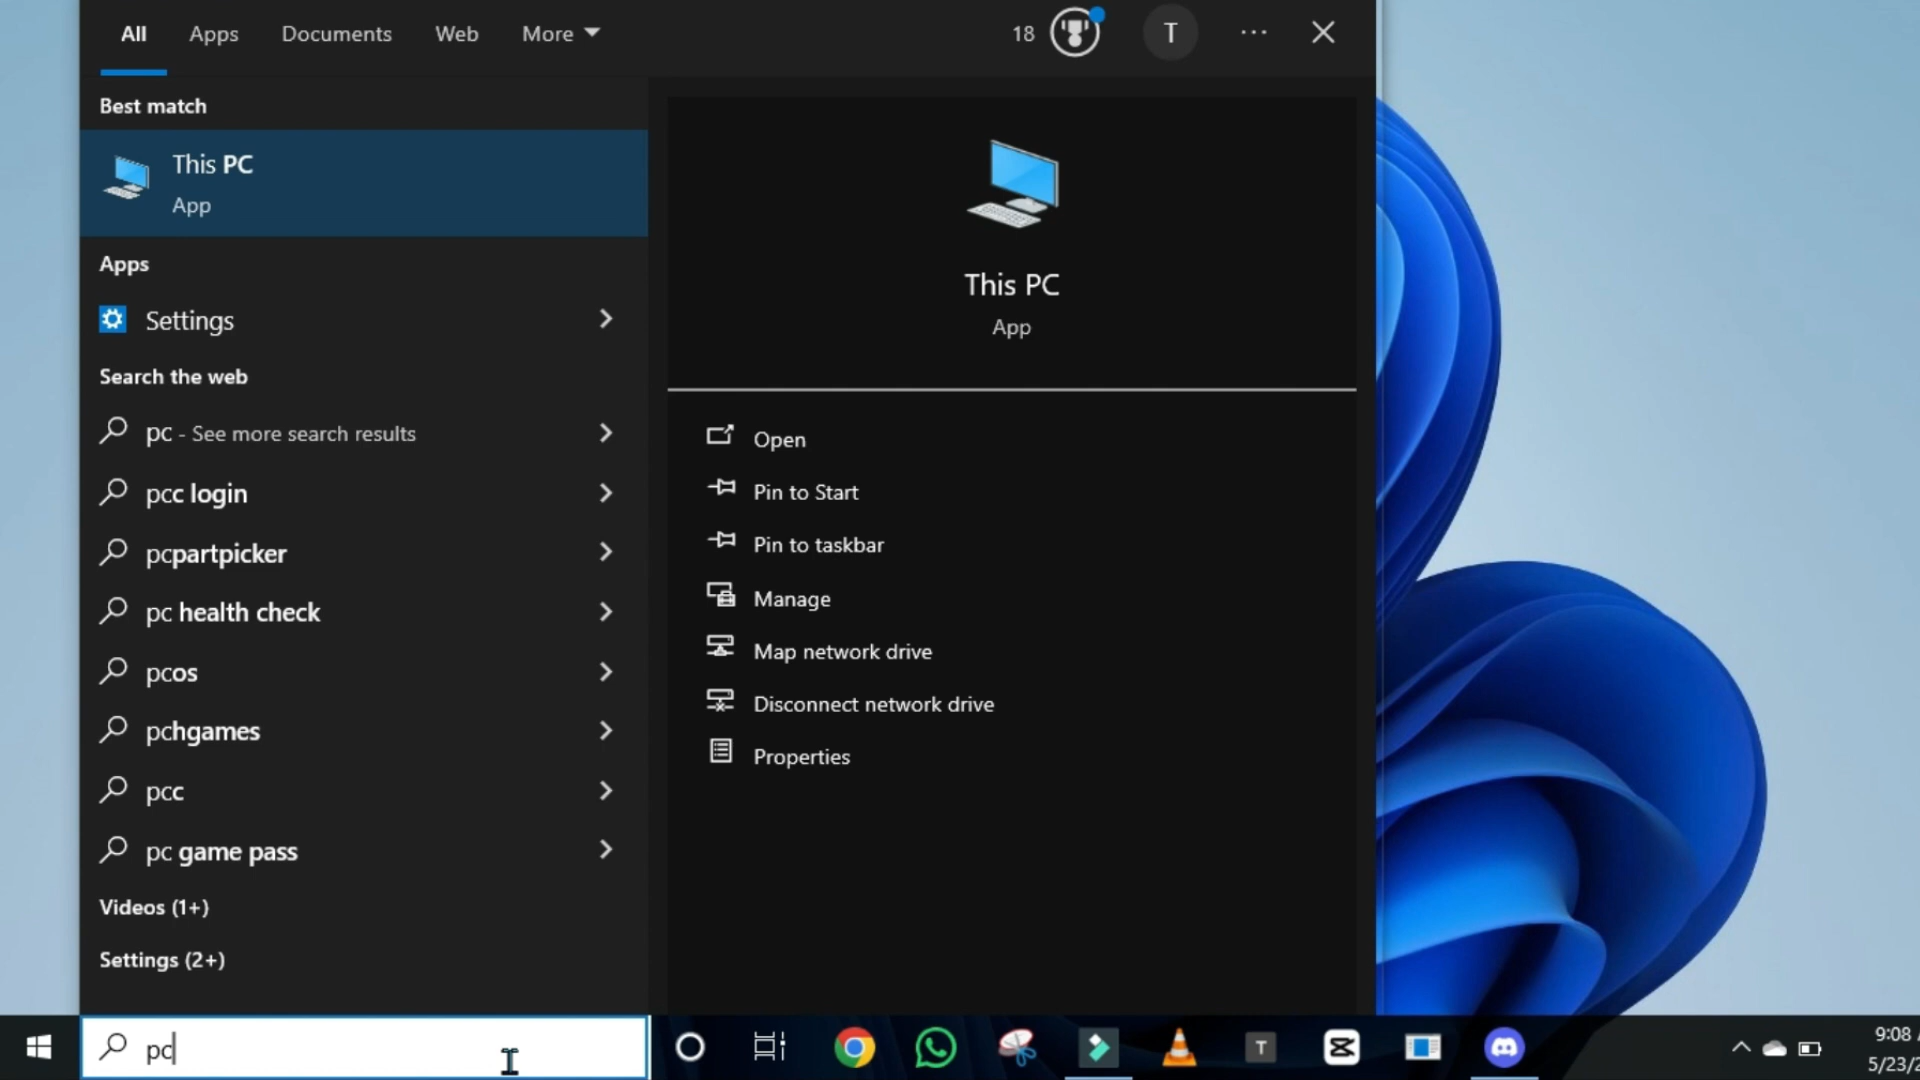 All Apps Documents Web More 18 T
Best match
This PC
App
Apps
Settings
Search the web
pc - See more search results
pcc login
pcpartpicker
pc health check
pcos
pchgames
pcc
pc game pass
Videos (1+)
Settings (2+)
This PC
App
Open
Pin to Start
Pin to taskbar
Manage
Map network drive
Disconnect network drive
Properties
pc
T
9:08
5/23/2